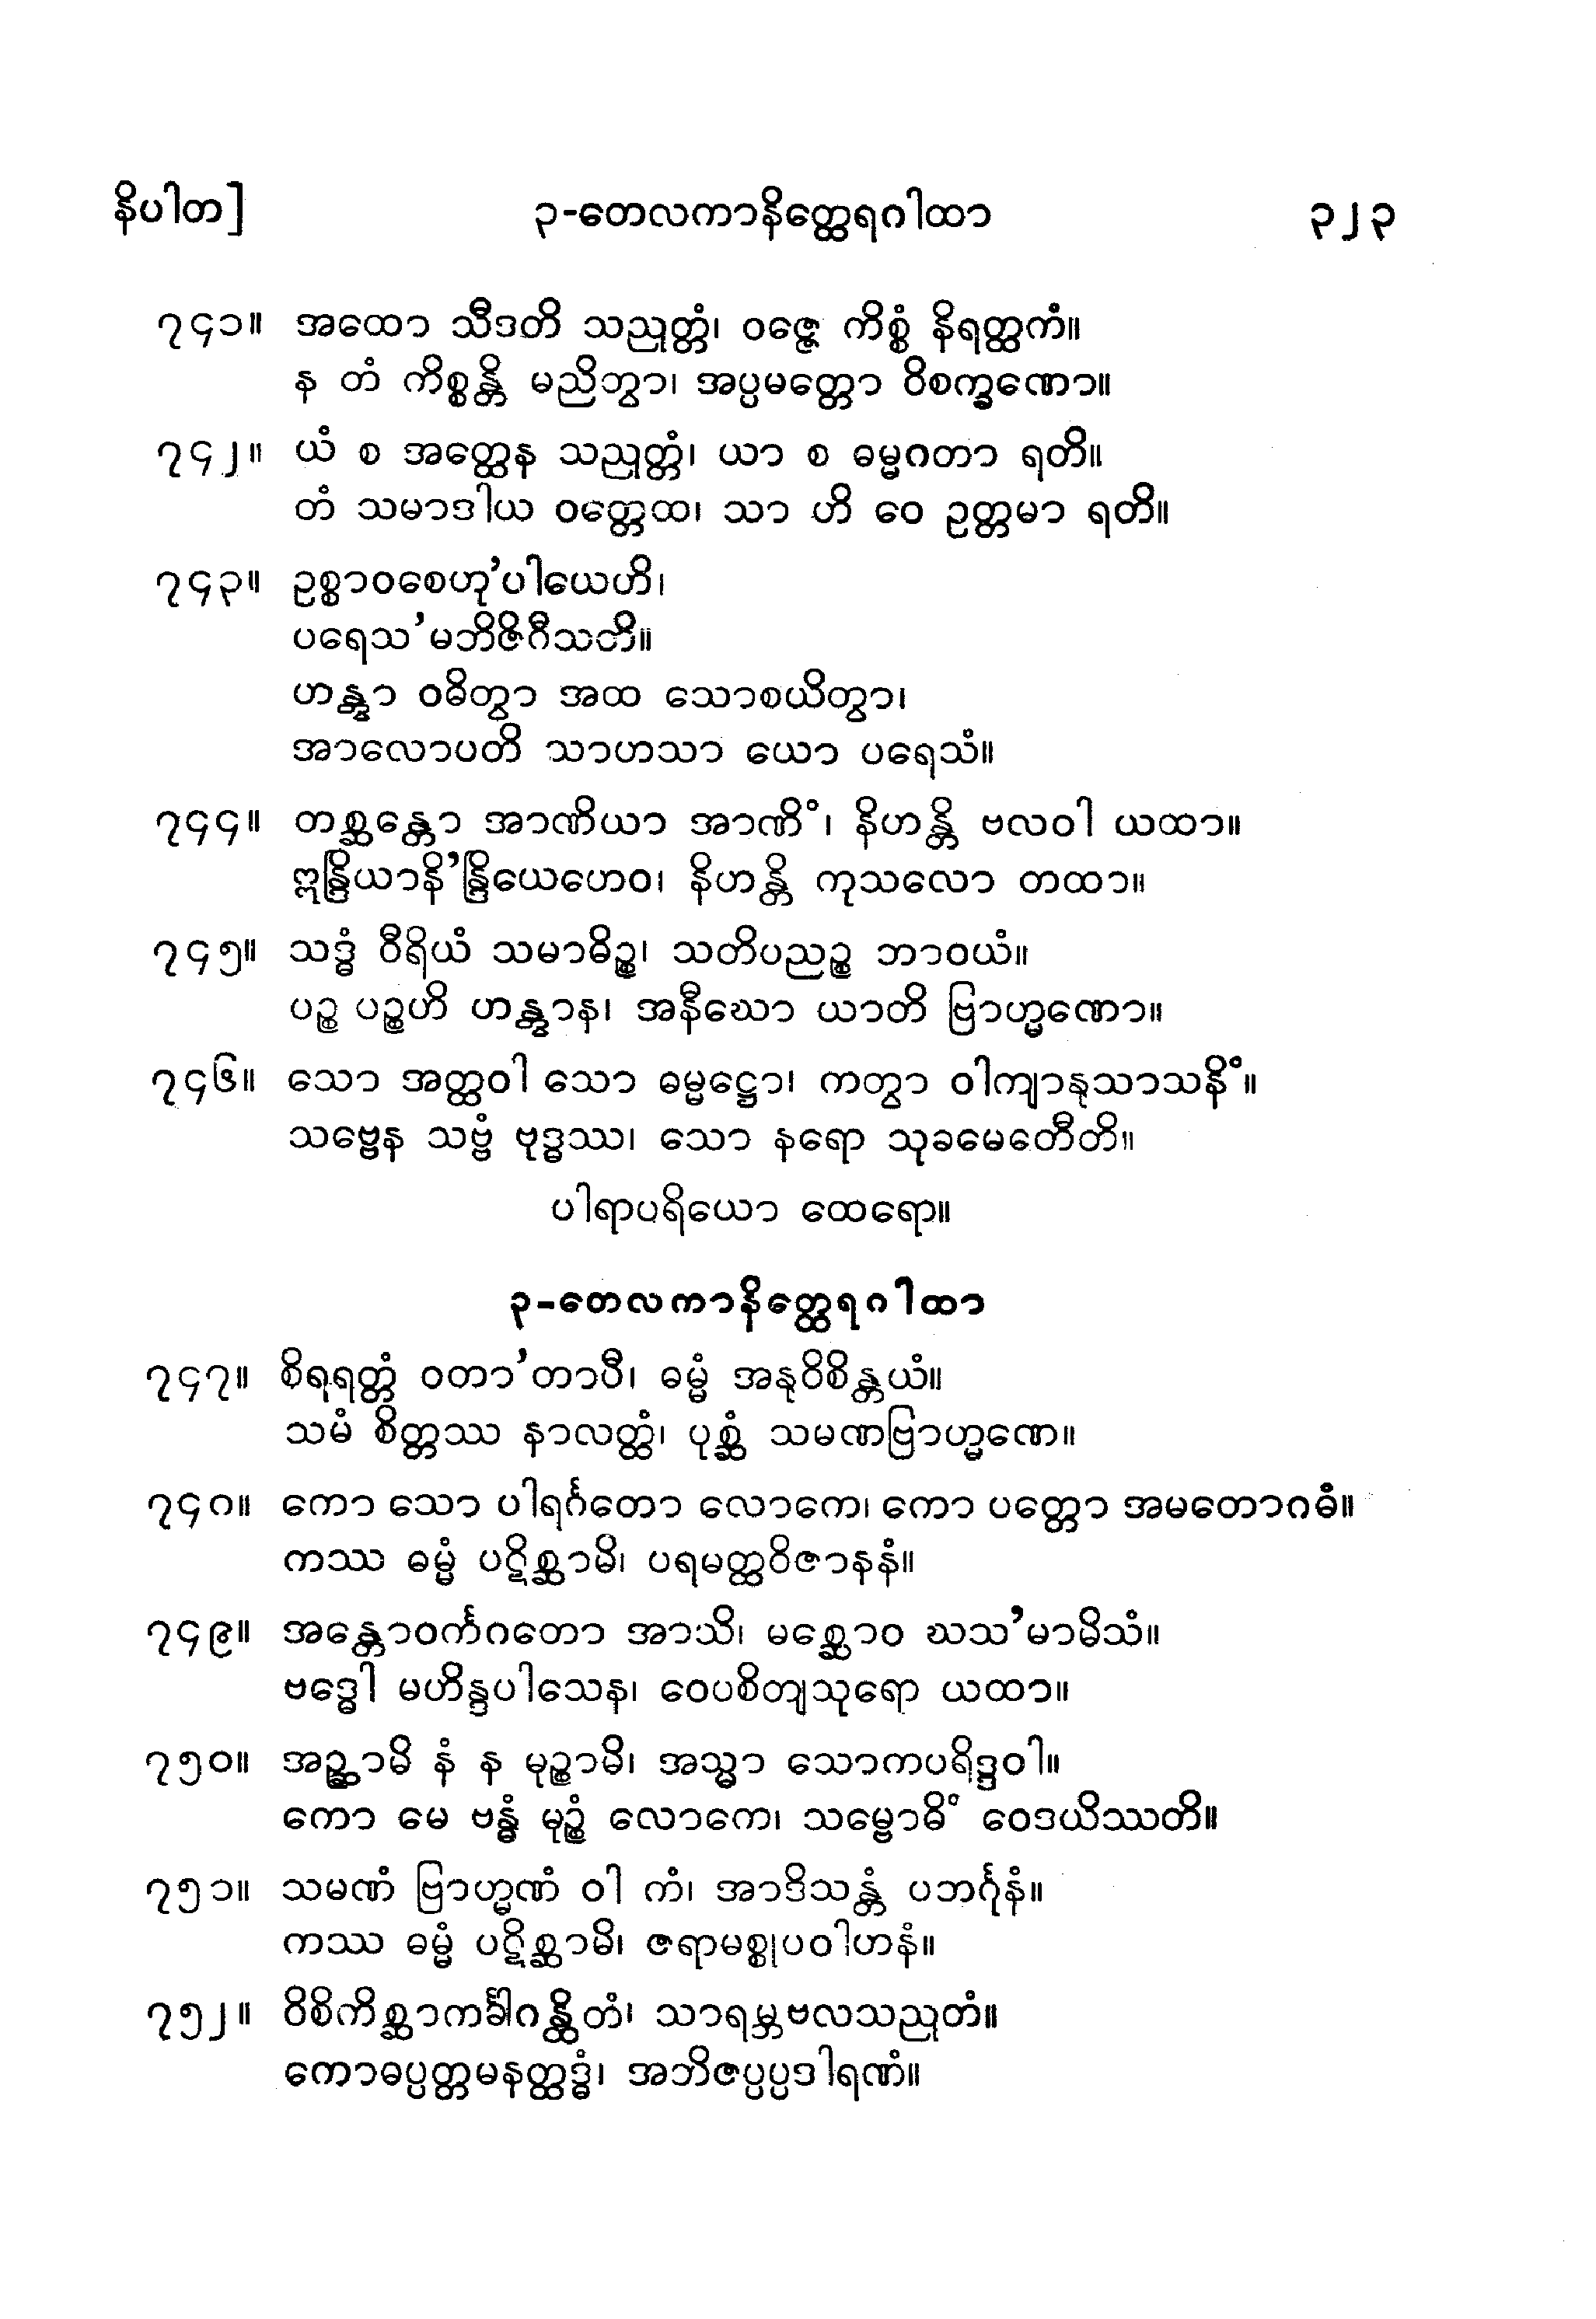 နိပါတ] ၃-တေလကာနိတ္ထေရဂါထာ ၃၂၃
၇၄၁။ အထော သီဒတိ သညုတ္တံ၊ ဝဇ္ဇေ ကိစ္စံ နိရတ္ထကံ။
န တံ ကိစ္စန္တိ မညိဘွာ၊ အပ္ပမတ္တော ဝိစက္ခဏော။
၇၄၂။ ယံ စ အတ္ထေန သညုတ္တံ၊ ယာ စ ဓမ္မဂတာ ရတိ။
တံ သမာဒါယ ဝတ္တေထ၊ သာ ဟိ ဝေ ဥတ္တမာ ရတိ။
၇၄၃။ ဥစ္စာဝစေဟု’ပါယေဟိ၊
ပရေသ’မဘိဇိဂီသတိ။
ဟန္တွာ ဝဓိတွာ အထ သောစယိတွာ၊
အာလောပတိ သာဟသာ ယော ပရေသံ။
၇၄၄။ တစ္ဆန္တော အာဏိယာ အာဏိံ၊ နိဟန္တိ ဗလဝါ ယထာ။
ဣန္ဒြိယာနိ’န္ဒြိယေဟေဝ၊ နိဟန္တိ ကုသလော တထာ။
၇၄၅။ သဒ္ဓံ ဝီရိယံ သမာဓိဉ္စ၊ သတိပညဉ္စ ဘာဝယံ။
ပဉ္စ ပဉ္စဟိ ဟန္တွာန၊ အနီဃော ယာတိ ဗြာဟ္မဏော။
၇၄၆။ သော အတ္ထဝါ သော ဓမ္မဋ္ဌော၊ ကတွာ ဝါကျာနုသာသနိံ။
သဗ္ဗေန သဗ္ဗံ ဗုဒ္ဓဿ၊ သော နရော သုခမေတေီတိ။
ပါရာပရိယော ထေရော။
၃-တေလကာနိတ္ထေရဂါထာ
၇၄၇။ စိရရတ္တံ ဝတာ’တာပီ၊ ဓမ္မံ အနုဝိစိန္တယံ။
သမံ စိတ္တဿ နာလတ္ထံ၊ ပုစ္ဆံ သမဏဗြာဟ္မဏေ။
၇၄၈။ ကော သော ပါရင်္ဂတော လောကေ၊ ကော ပတ္တော အမတောဂဓံ။
ကဿ ဓမ္မံ ပဋိစ္ဆာမိ၊ ပရမတ္ထဝိဇာနနံ။
၇၄၉။ အန္တောဝင်္ကဂတော အာသိ၊ မစ္ဆောဝ ဃသ’မာမိသံ။
ဗဒ္ဓေါ မဟိန္ဒပါသေန၊ ဝေပစိတျသုရော ယထာ။
၇၅၀။ အဉ္ဆာမိ နံ န မုဉ္စာမိ၊ အသ္မာ သောကပရိဒ္ဒဝါ။
ကော မေ ဗန္ဓံ မုဉ္စံ လောကေ၊ သမ္ဗောဓိံ ဝေဒယိဿတိ။
၇၅၁။ သမဏံ ဗြာဟ္မဏံ ဝါ ကံ၊ အာဒိသန္တံ ပဘင်္ဂုနံ။
ကဿ ဓမ္မံ ပဋိစ္ဆာမိ၊ ဇရာမစ္စုပဝါဟနံ။
၇၅၂။ ဝိစိကိစ္ဆာကင်္ခါဂန္ထိတံ၊ သာရမ္ဘဗလသညုတံ။
ကောဓပ္ပတ္တမနတ္ထဒ္ဓံ၊ အဘိဇပ္ပပ္ပဒါရဏံ။